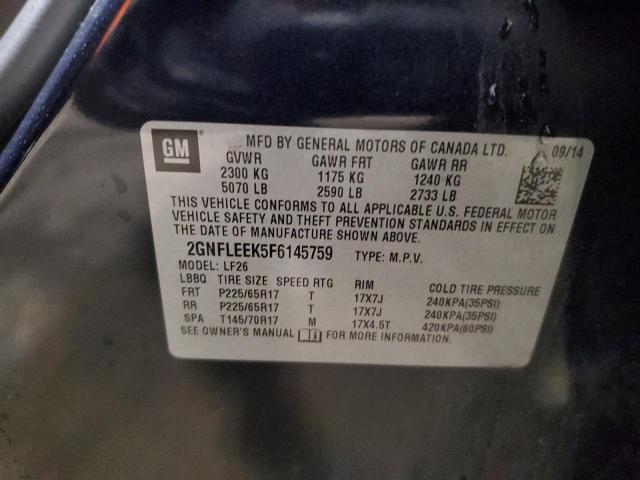 GM
MFD BY GENERAL MOTORS OF CANADA LTD. 09/14
GVWR GAWR FRT GAWR RR
2300 KG 1175 KG 1240 KG
5070 LB 2590 LB 2733 LB
THIS VEHICLE CONFORMS TO ALL APPLICABLE U.S. FEDERAL MOTOR
VEHICLE SAFETY AND THEFT PREVENTION STANDARDS IN EFFECT ON
THE DATE OF MANUFACTURE SHOWN ABOVE.
2GNFLEEK5F6145759 TYPE: M.P.V.
MODEL: LF26
LBBQ TIRE SIZE SPEED RTG RIM COLD TIRE PRESSURE
FRT P225/65R17 T 17X7J 240KPA(35PSI)
RR P225/65R17 T 17X7J 240KPA(35PSI)
SPA T145/70R17 M 17X4.5T 420KPA(60PSI)
SEE OWNER'S MANUAL FOR MORE INFORMATION.